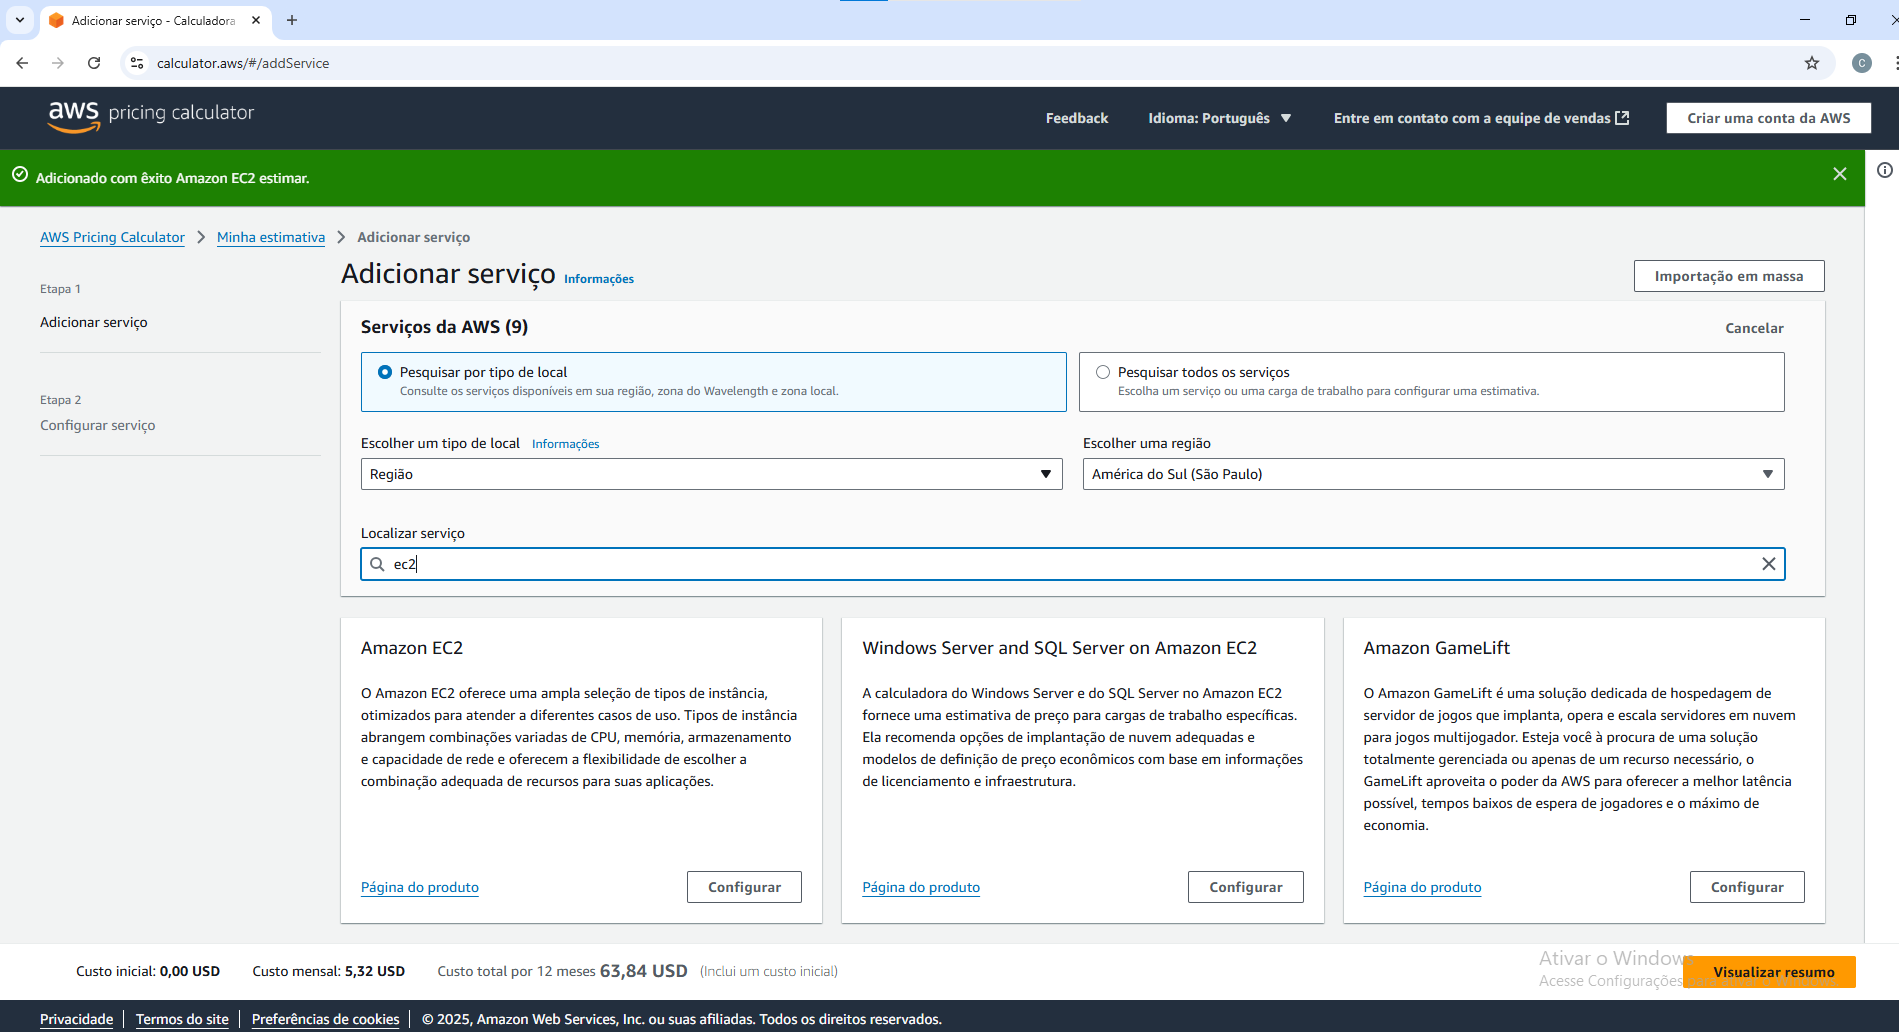 Adicionar serviço - Calculadora
calculator.aws/#/addService
C
aws pricing calculator
Feedback
Idioma: Português
Entre em contato com a equipe de vendas
Criar uma conta da AWS
Adicionado com êxito Amazon EC2 estimar.
AWS Pricing Calculator
Minha estimativa
Adicionar serviço
Etapa 1
Adicionar serviço
Etapa 2
Configurar serviço
Adicionar serviço Informações
Importação em massa
Serviços da AWS (9)
Cancelar
Pesquisar por tipo de local
Consulte os serviços disponíveis em sua região, zona do Wavelength e zona local.
Pesquisar todos os serviços
Escolha um serviço ou uma carga de trabalho para configurar uma estimativa.
Escolher um tipo de local Informações
Região
Escolher uma região
América do Sul (São Paulo)
Localizar serviço
ec2
Amazon EC2
O Amazon EC2 oferece uma ampla seleção de tipos de instância,
otimizados para atender a diferentes casos de uso. Tipos de instância
abrangem combinações variadas de CPU, memória, armazenamento
e capacidade de rede e oferecem a flexibilidade de escolher a
combinação adequada de recursos para suas aplicações.
Página do produto
Configurar
Windows Server and SQL Server on Amazon EC2
A calculadora do Windows Server e do SQL Server no Amazon EC2
fornece uma estimativa de preço para cargas de trabalho específicas.
Ela recomenda opções de implantação de nuvem adequadas e
modelos de definição de preço econômicos com base em informações
de licenciamento e infraestrutura.
Página do produto
Configurar
Amazon GameLift
O Amazon GameLift é uma solução dedicada de hospedagem de
servidor de jogos que implanta, opera e escala servidores em nuvem
para jogos multijogador. Esteja você à procura de uma solução
totalmente gerenciada ou apenas de um recurso necessário, o
GameLift aproveita o poder da AWS para oferecer a melhor latência
possível, tempos baixos de espera de jogadores e o máximo de
economia.
Página do produto
Configurar
Custo inicial: 0,00 USD
Custo mensal: 5,32 USD
Custo total por 12 meses 63,84 USD (Inclui um custo inicial)
Ativar o Windows
Acesse Configurações
Visualizar resumo
Privacidade
Termos do site
Preferências de cookies
© 2025, Amazon Web Services, Inc. ou suas afiliadas. Todos os direitos reservados.